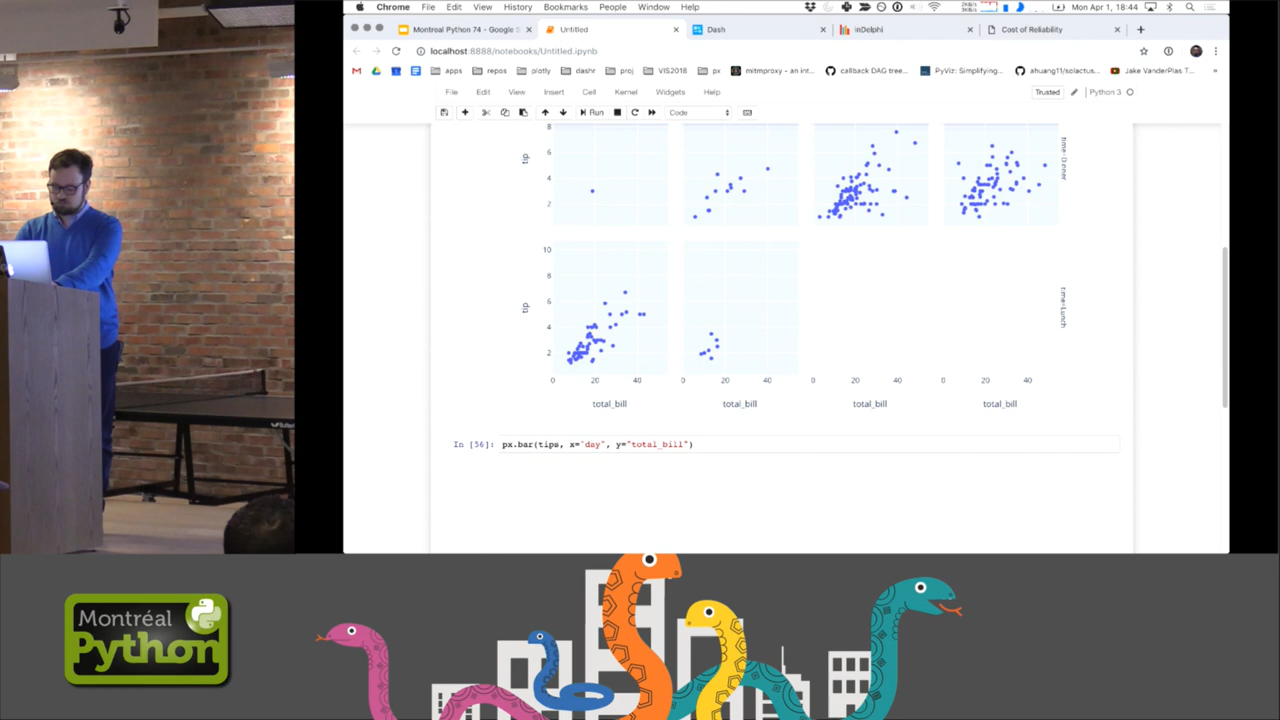 Chrome File Edit View History Bookmarks People Window Help Mon Apr 1, 18:44
Montreal Python 74 - Google S Untitled Dash inDelphi Cost of Reliability
localhost:8888/notebooks/Untitled.ipynb
apps repos plotly dashr proj VIS2018 px mitmproxy - an int... callback DAG tree... PyViz: Simplifying... ahuang11/solactus... Jake VanderPlas T...
File Edit View Insert Cell Kernel Widgets Help Trusted Python 3
Run Code
8
6
4
2
tip
time=Dinner
10
8
6
4
2
tip
time=Lunch
0 20 40 0 20 40 0 20 40 0 20 40
total_bill total_bill total_bill total_bill
In [56]: px.bar(tips, x="day", y="total_bill")
Montréal
Python